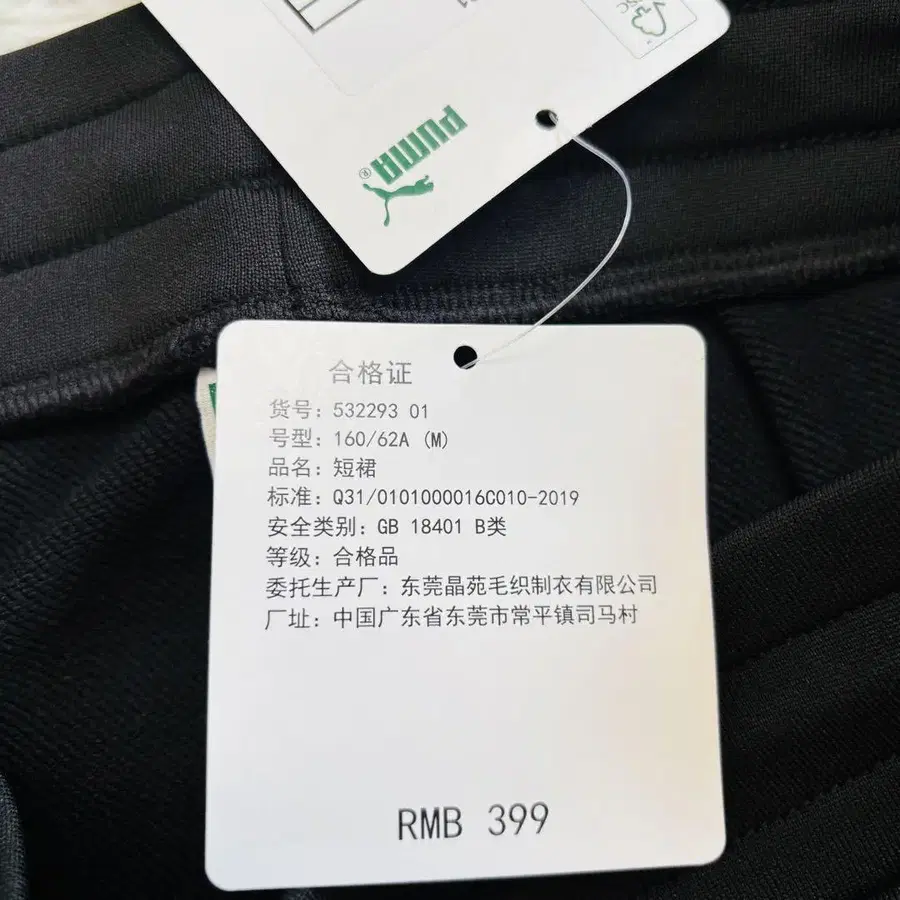 PUMA
合格证
货号: 532293 01
号型: 160/62A (M)
品名: 短裙
标准: Q31/0101000016C010-2019
安全类别: GB 18401 B类
等级: 合格品
委托生产厂: 东莞晶苑毛织制衣有限公司
厂址: 中国广东省东莞市常平镇司马村
RMB 399